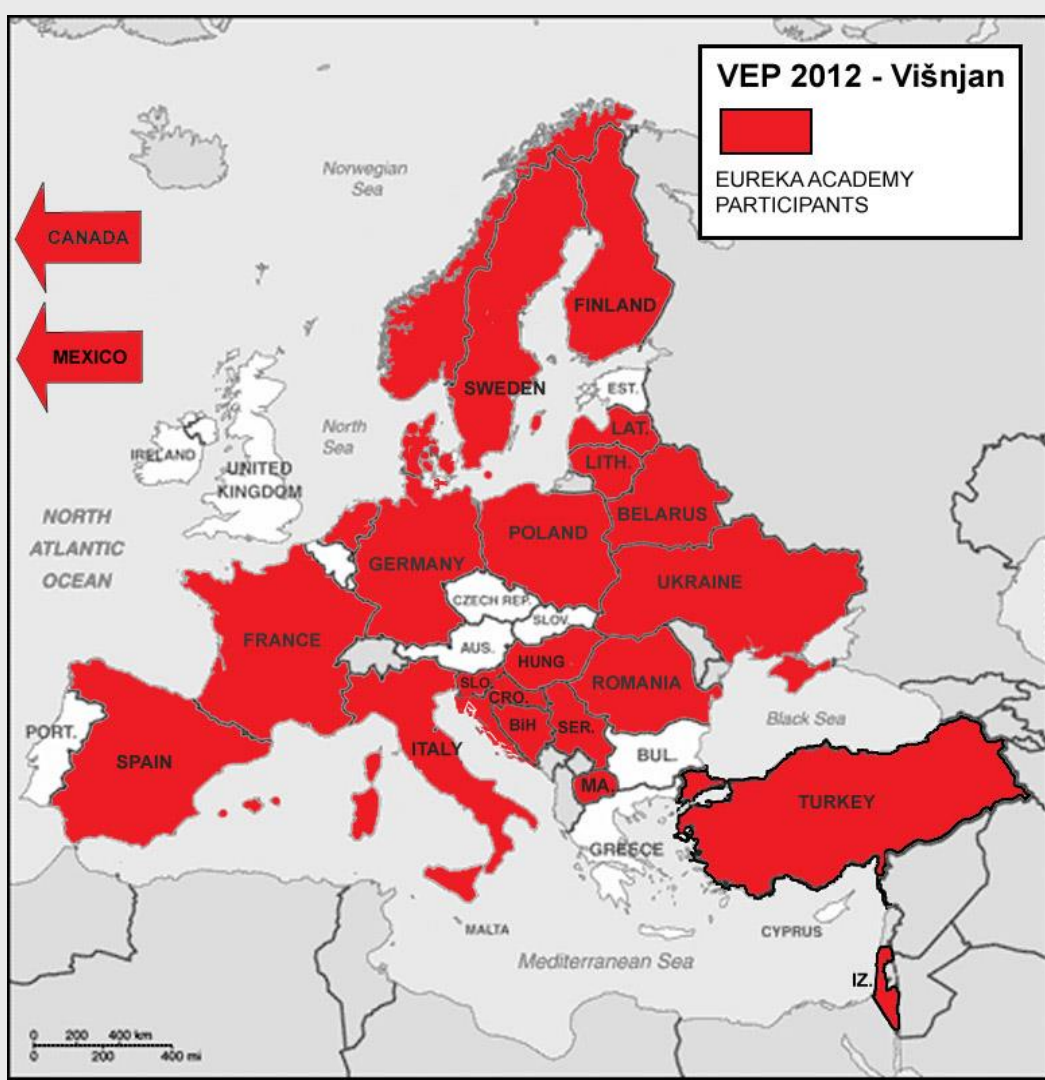 VEP 2012 - Višnjan
EUREKA ACADEMY
PARTICIPANTS
Norwegian
Sea
CANADA
MEXICO
FINLAND
SWEDEN
EST.
North
Sea
LAT.
LITH.
IRELAND
UNITED
KINGDOM
BELARUS
NORTH
ATLANTIC
OCEAN
POLAND
GERMANY
UKRAINE
CZECH REP.
SLOV.
FRANCE
AUS.
HUNG
SLO.
CRO.
ROMANIA
BiH
SER.
Black Sea
PORT.
SPAIN
ITALY
BUL.
MA.
TURKEY
GREECE
MALTA
CYPRUS
Mediterranean Sea
IZ.
0 200 400 km
0 200 400 mi